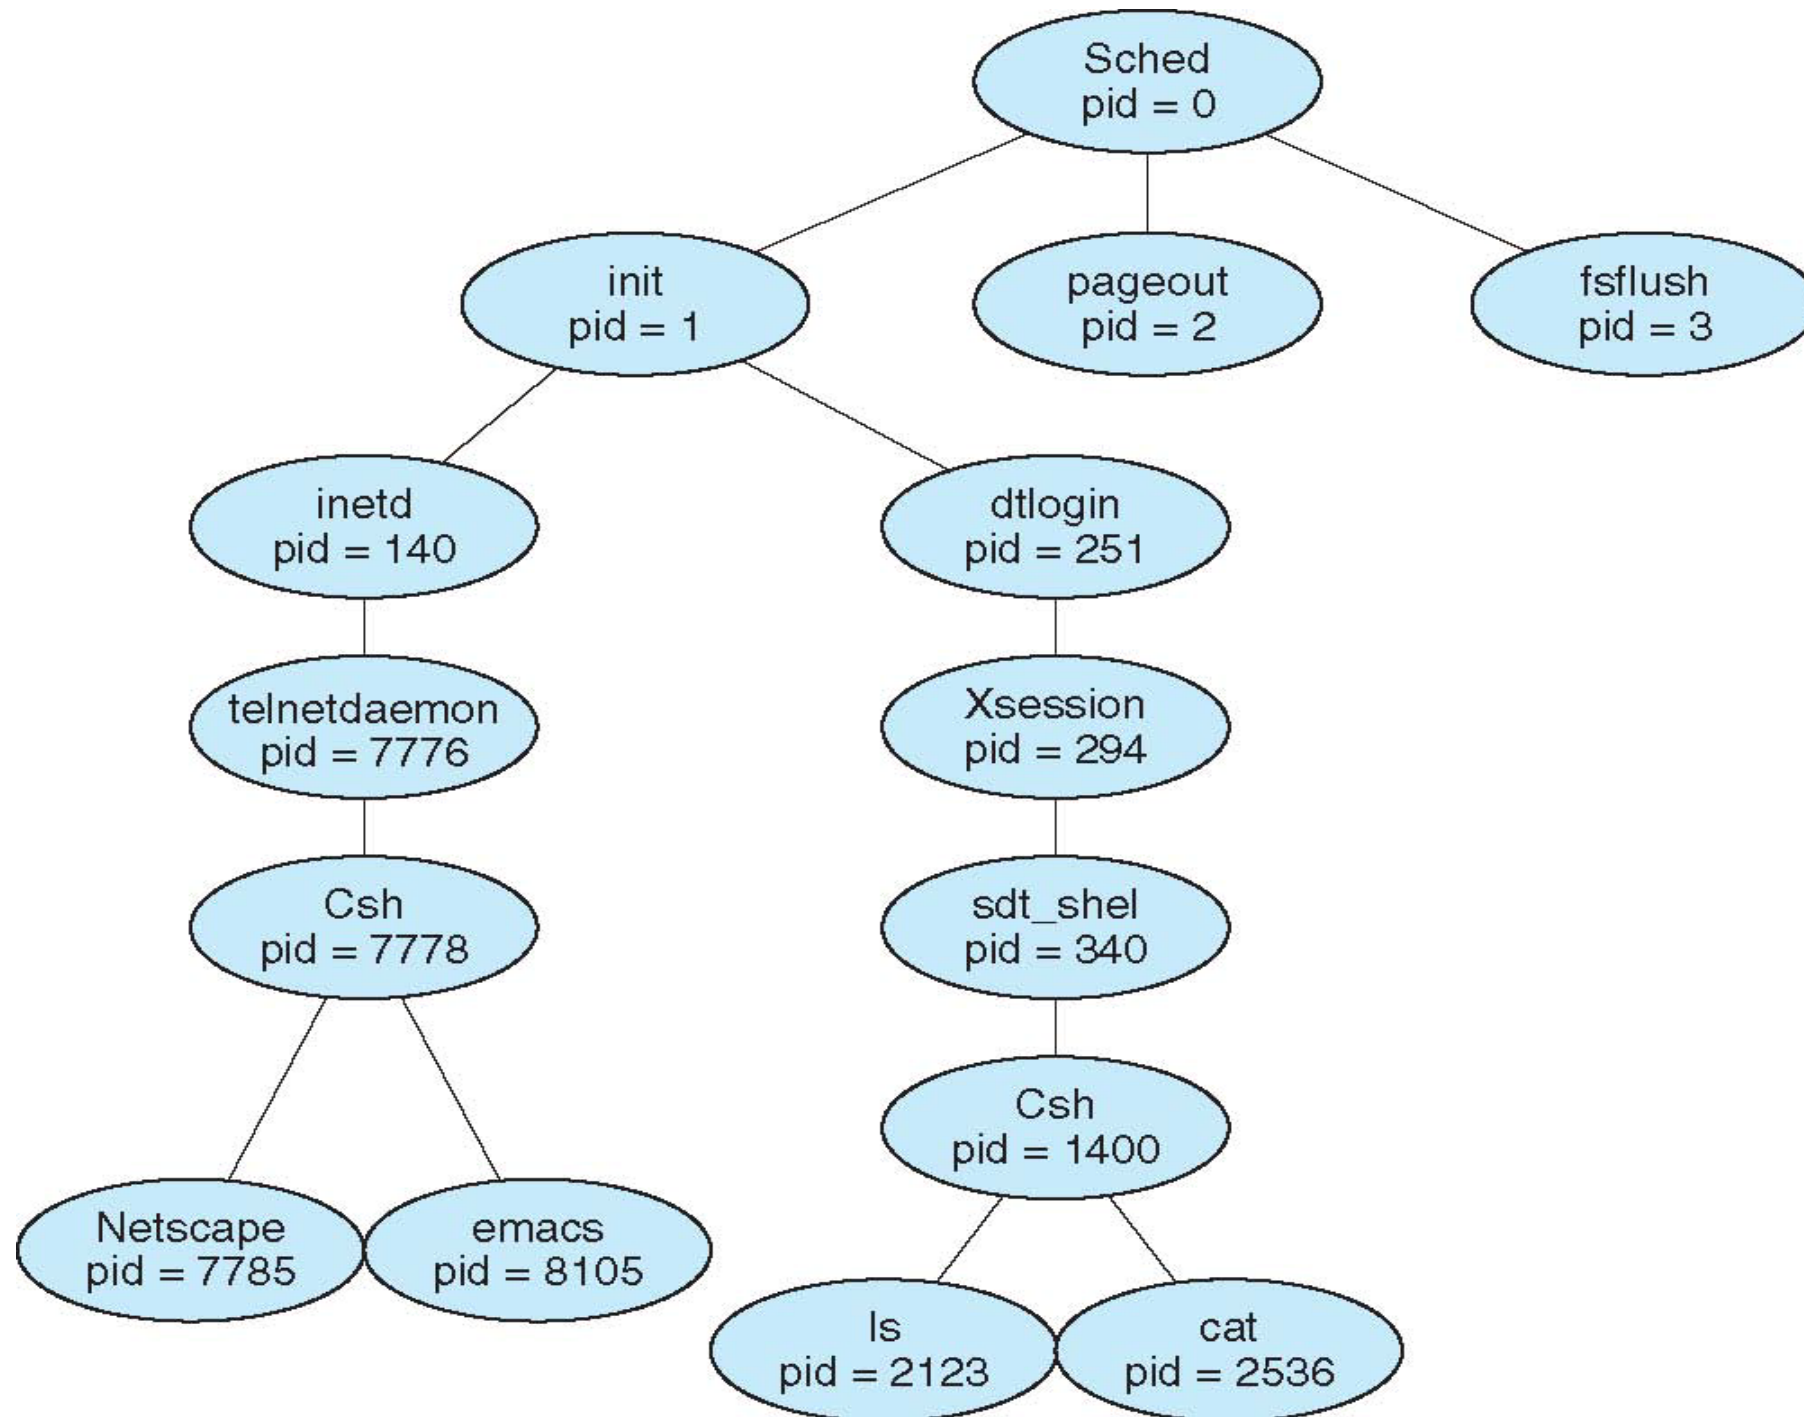 Sched
pid = 0
init
pid = 1
pageout
pid = 2
fsflush
pid = 3
inetd
pid = 140
dtlogin
pid = 251
telnetdaemon
pid = 7776
Xsession
pid = 294
Csh
pid = 7778
sdt_shel
pid = 340
Csh
pid = 1400
Netscape
pid = 7785
emacs
pid = 8105
ls
pid = 2123
cat
pid = 2536